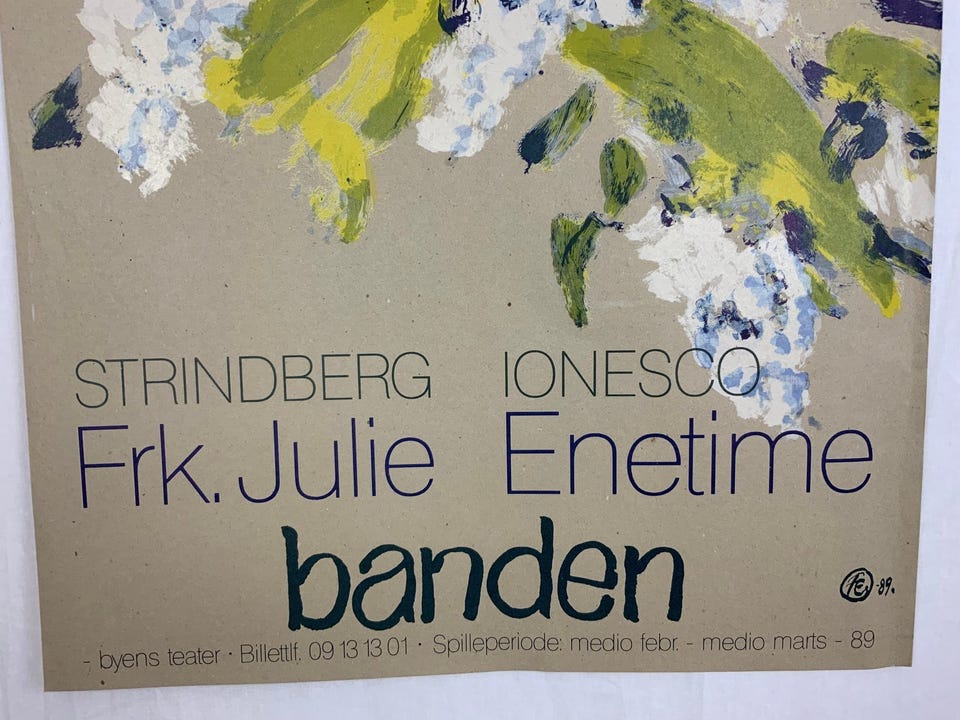 STRINDBERG IONESCO
Frk. Julie Enetime
banden
-89.
- byens teater · Billettlf. 09 13 13 01 · Spilleperiode: medio febr. - medio marts - 89